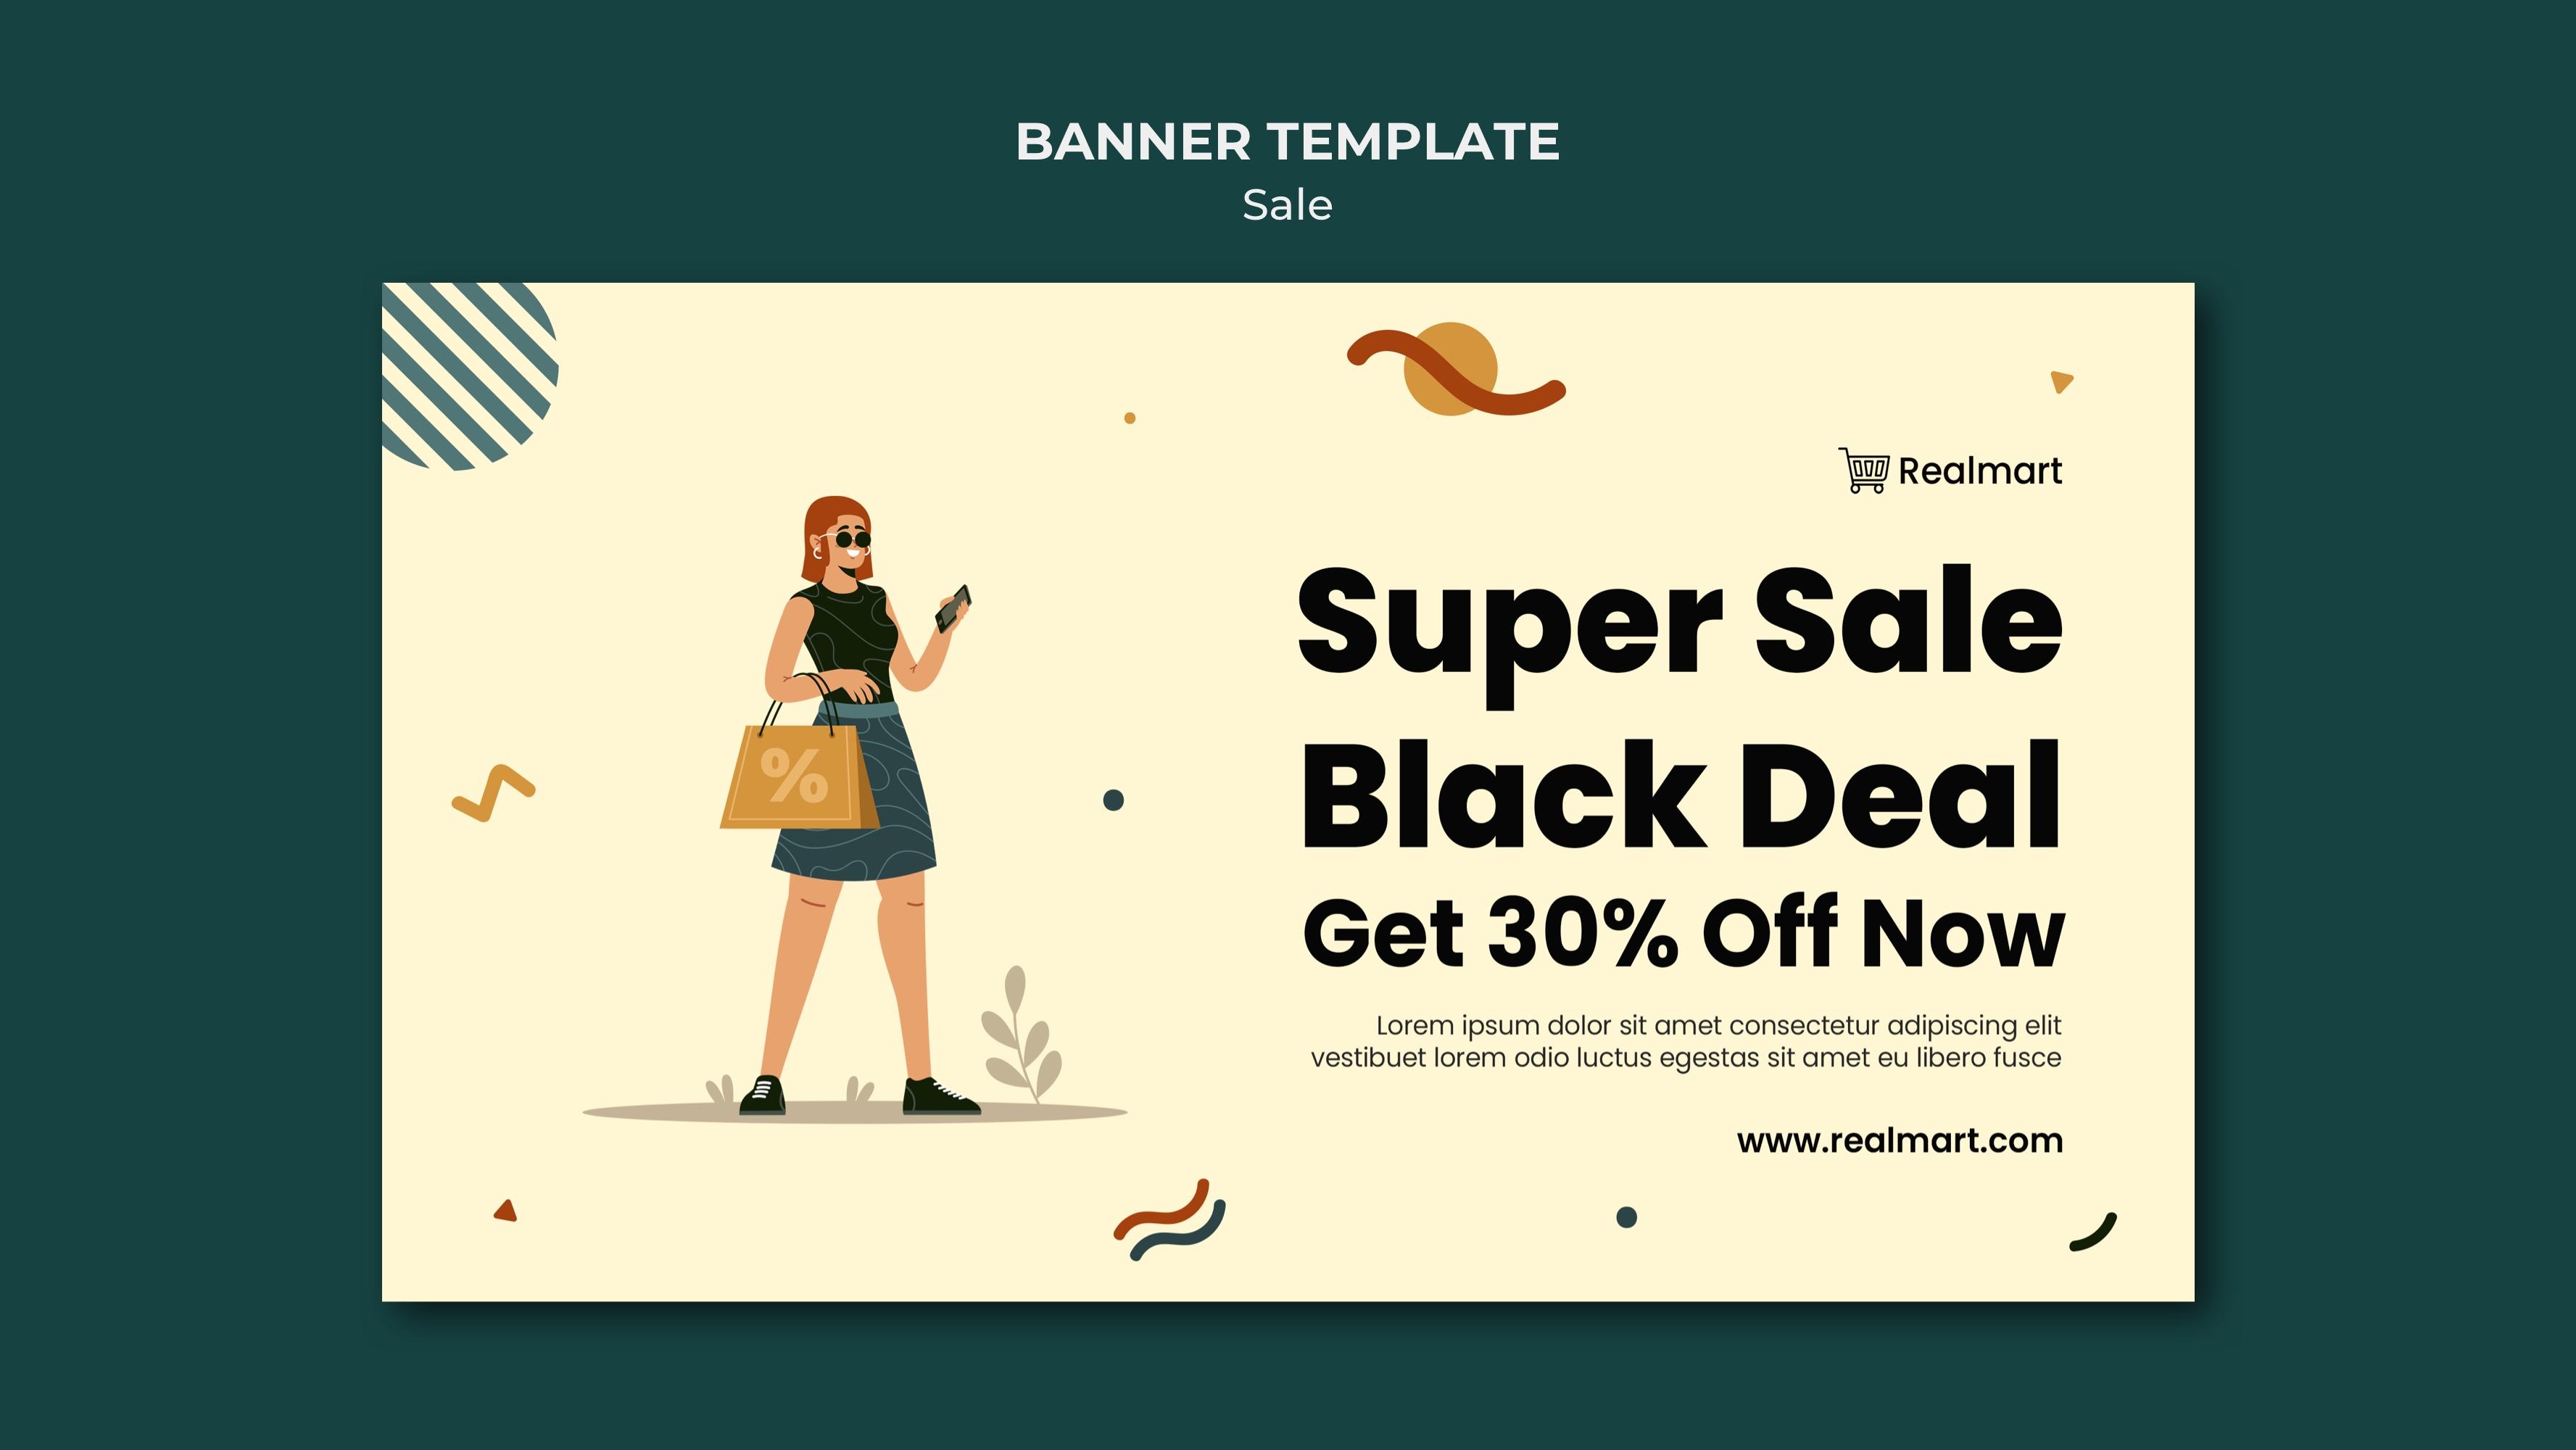 BANNER TEMPLATE
Sale
Realmart
Super Sale
Black Deal
Get 30% Off Now
%
Lorem ipsum dolor sit amet consectetur adipiscing elit
vestibuet lorem odio luctus egestas sit amet eu libero fusce
www.realmart.com